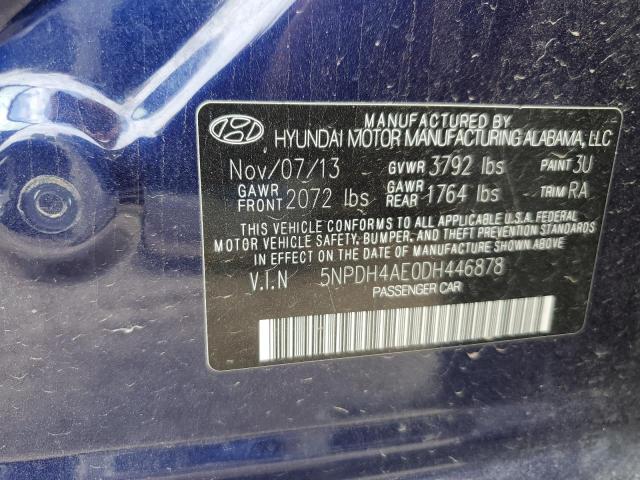 MANUFACTURED BY
HYUNDAI MOTOR MANUFACTURING ALABAMA, LLC
Nov/07/13 GVWR 3792 lbs PAINT 3U
GAWR FRONT 2072 lbs GAWR REAR 1764 lbs TRIM RA
THIS VEHICLE CONFORMS TO ALL APPLICABLE U.S.A FEDERAL
MOTOR VEHICLE SAFETY, BUMPER, AND THEFT PREVENTION STANDARDS
IN EFFECT ON THE DATE OF MANUFACTURE SHOWN ABOVE.
V.I.N 5NPDH4AE0DH446878
PASSENGER CAR